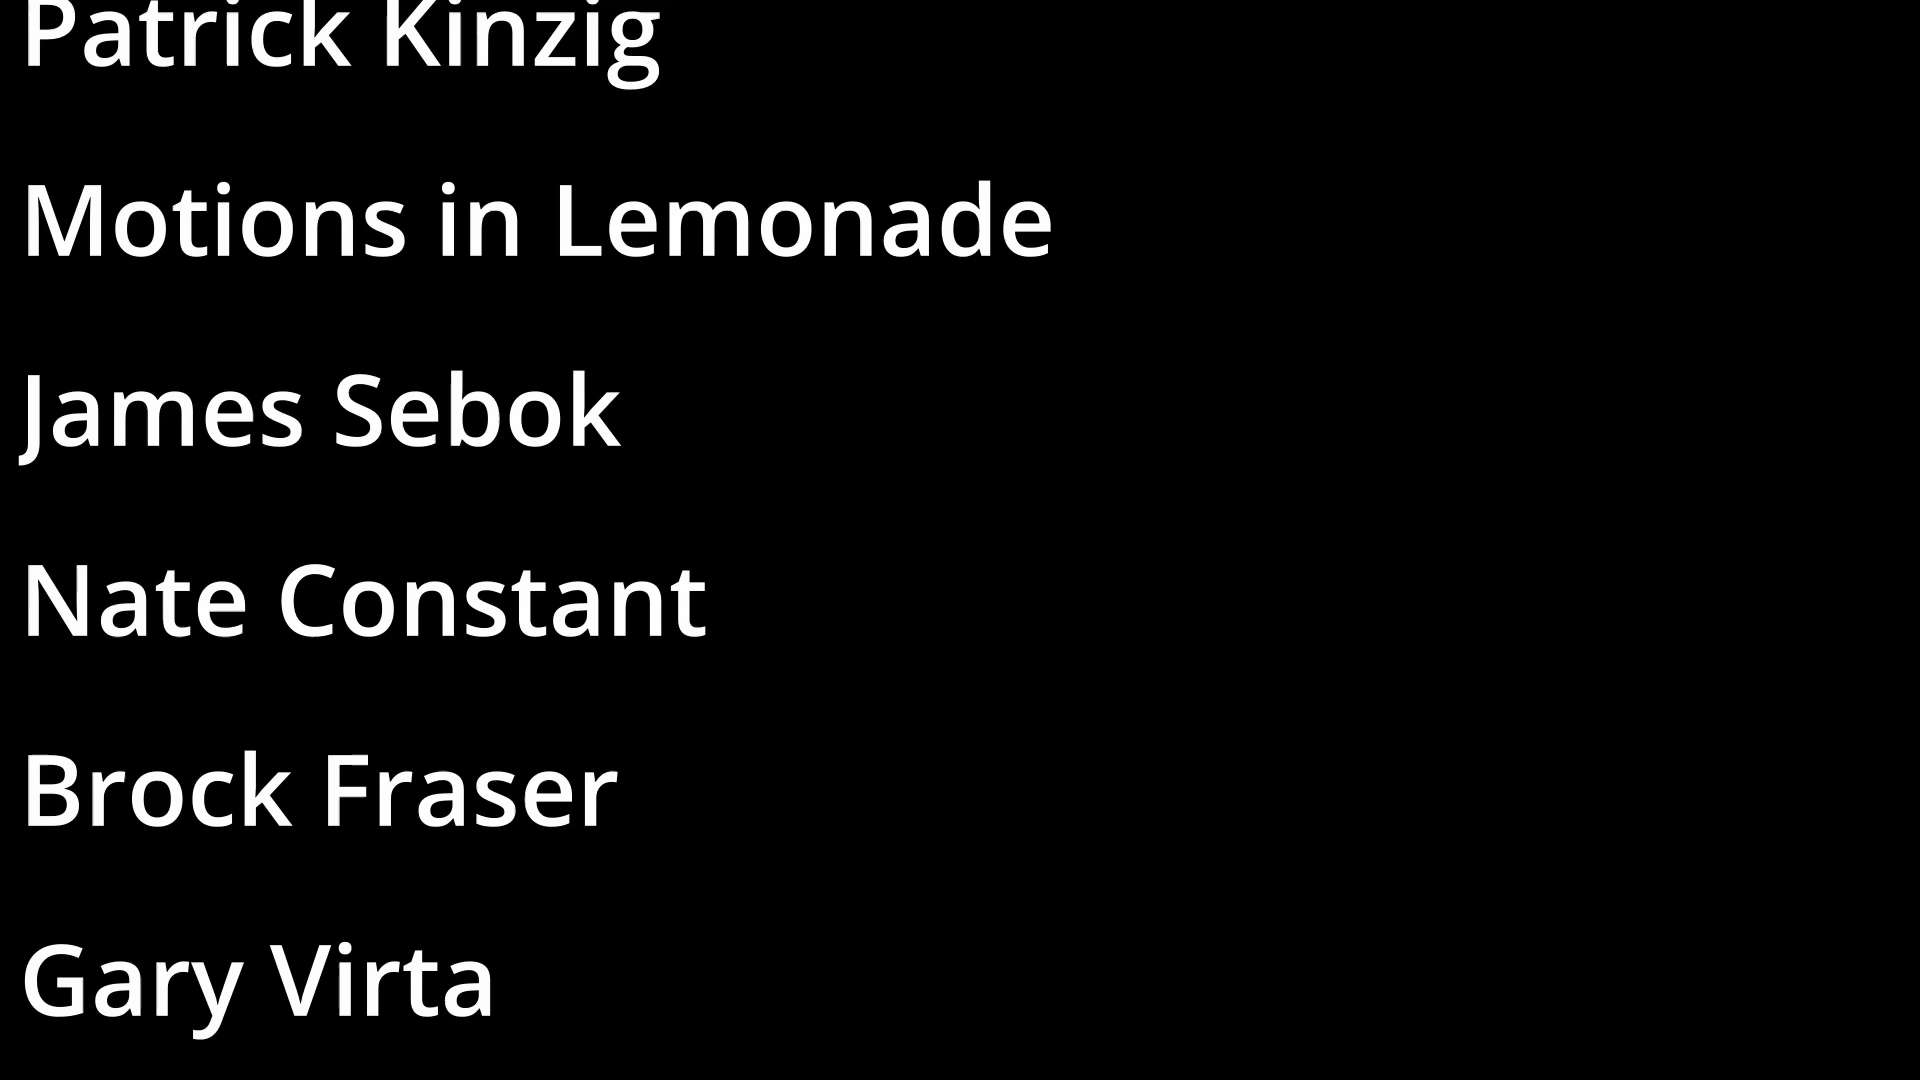 Patrick Kinzig
Motions in Lemonade
James Sebok
Nate Constant
Brock Fraser
Gary Virta